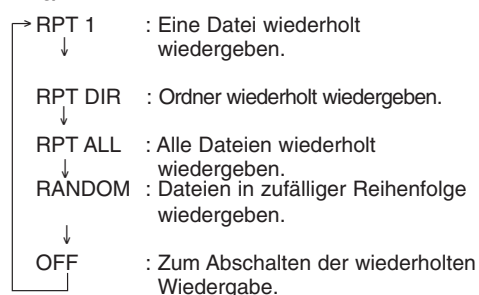 RPT 1 : Eine Datei wiederholt
wiedergeben.
RPT DIR : Ordner wiederholt wiedergeben.
RPT ALL : Alle Dateien wiederholt
wiedergeben.
RANDOM : Dateien in zufälliger Reihenfolge
wiedergeben.
OFF : Zum Abschalten der wiederholten
Wiedergabe.